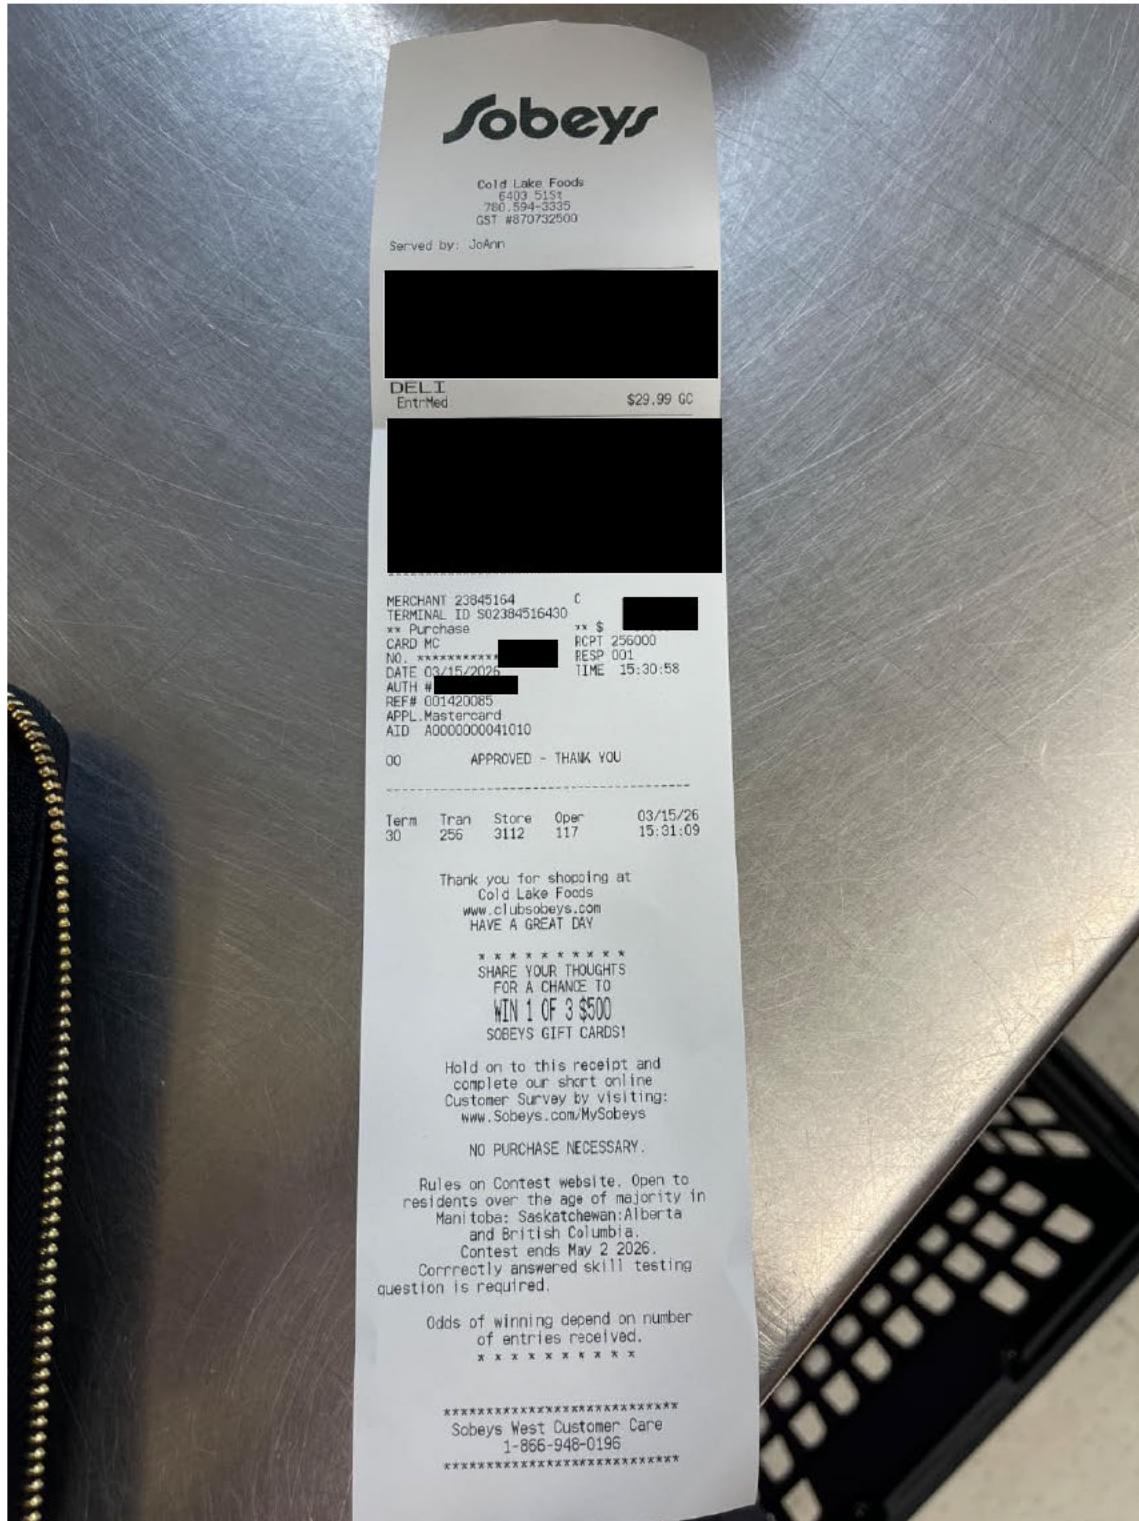 Sobeys
Cold Lake Foods
6403 51St
780.594-3335
GST #870732500
Served by: JoAnn
DELI
EntrMed $29.99 GC
MERCHANT 23845164 C
TERMINAL ID S02384516430
** Purchase ** $
CARD MC RCPT 256000
NO. *********** RESP 001
DATE 03/15/2026 TIME 15:30:58
AUTH #
REF# 001420085
APPL.Mastercard
AID A0000000041010
00 APPROVED - THANK YOU
--------------------------------------
Term Tran Store Oper 03/15/26
30 256 3112 117 15:31:09
Thank you for shopping at
Cold Lake Foods
www.clubsobeys.com
HAVE A GREAT DAY
* * * * * * * * * *
SHARE YOUR THOUGHTS
FOR A CHANCE TO
WIN 1 OF 3 $500
SOBEYS GIFT CARDS!
Hold on to this receipt and
complete our short online
Customer Survey by visiting:
www.Sobeys.com/MySobeys
NO PURCHASE NECESSARY.
Rules on Contest website. Open to
residents over the age of majority in
Manitoba: Saskatchewan:Alberta
and British Columbia.
Contest ends May 2 2026.
Corrrectly answered skill testing
question is required.
Odds of winning depend on number
of entries received.
* * * * * * * * * *
***************************
Sobeys West Customer Care
1-866-948-0196
***************************